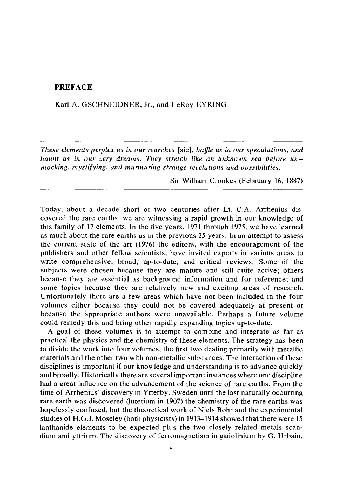 PREFACE
Karl A. GSCHNEIDNER, Jr., and LeRoy EYRING
These elements perplex us in our rearches [sic], baffle us in our speculations, and
haunt us in our very dreams. They stretch like an unknown sea before us –
mocking, mystifying, and murmuring strange revelations and possibilities.
Sir William Crookes (February 16, 1887)
Today, about a decade short of two centuries after Lt. C.A. Arrhenius dis-
covered the rare earths, we are witnessing a rapid growth in our knowledge of
this family of 17 elements. In the five years, 1971 through 1975, we have learned
as much about the rare earths as in the previous 25 years. In an attempt to assess
the current state of the art (1976) the editors, with the encouragement of the
publishers and other fellow scientists, have invited experts in various areas to
write comprehensive, broad, up-to-date, and critical reviews. Some of the
subjects were chosen because they are mature and still quite active; others
because they are essential as background information and for reference; and
some topics because they are relatively new and exciting areas of research.
Unfortunately there are a few areas which have not been included in the four
volumes either because they could not be covered adequately at present or
because the appropriate authors were unavailable. Perhaps a future volume
could remedy this and bring other rapidly expanding topics up-to-date.
A goal of these volumes is to attempt to combine and integrate as far as
practical the physics and the chemistry of these elements. The strategy has been
to divide the work into four volumes, the first two dealing primarily with metallic
materials and the other two with non-metallic substances. The interaction of these
disciplines is important if our knowledge and understanding is to advance quickly
and broadly. Historically there are several important instances where one discipline
had a great influence on the advancement of the science of rare earths. From the
time of Arrhenius' discovery in Ytterby, Sweden until the last naturally occurring
rare earth was discovered (lutetium in 1907) the chemistry of the rare earths was
hopelessly confused, but the theoretical work of Niels Bohr and the experimental
studies of H.G.J. Moseley (both physicists) in 1913–1914 showed that there were 15
lanthanide elements to be expected plus the two closely related metals scan-
dium and yttrium. The discovery of ferromagnetism in gadolinium by G. Urbain,
v